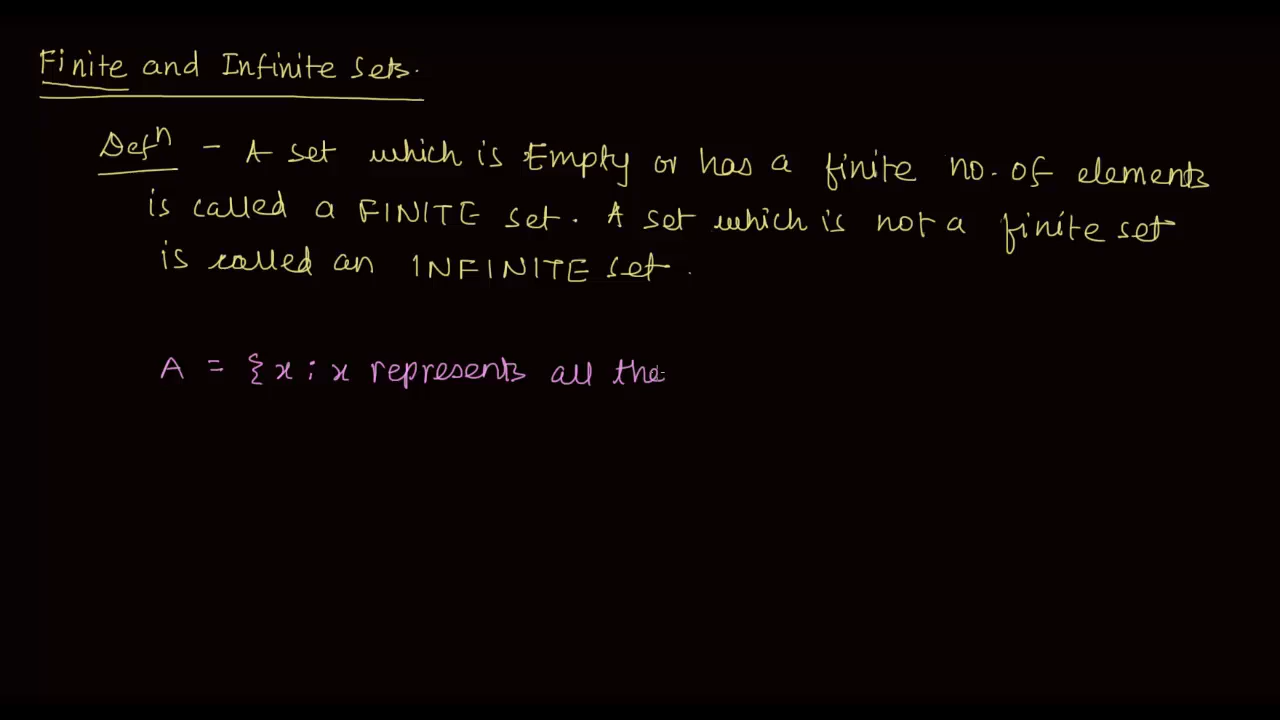 Finite and Infinite Sets.
Defn - A set which is Empty or has a finite no. of elements
is called a FINITE set. A set which is not a finite set
is called an INFINITE set.
A = {x : x represents all the